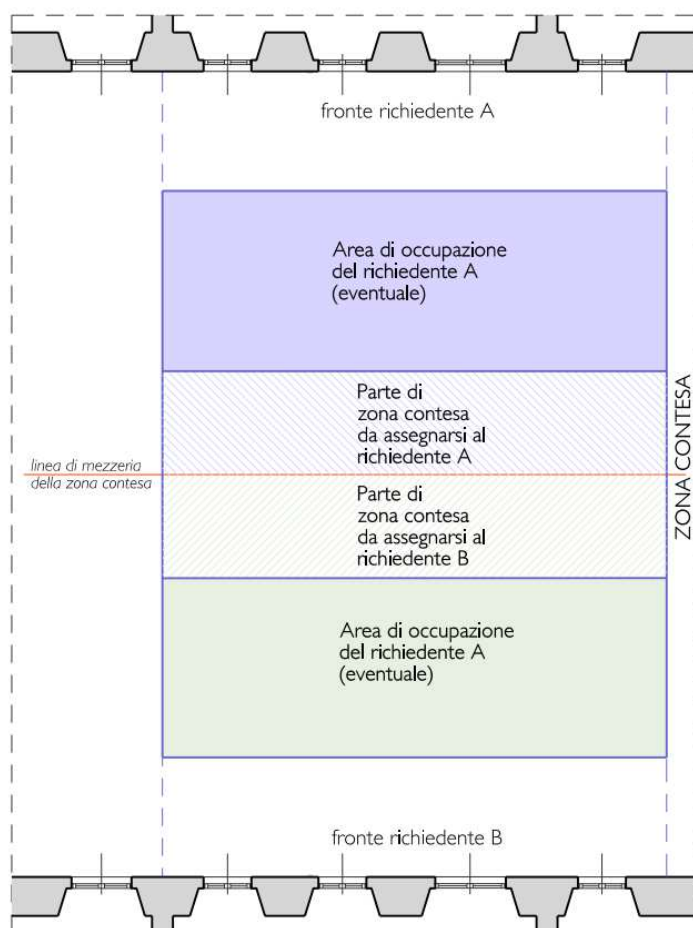 fronte richiedente A
Area di occupazione
del richiedente A
(eventuale)
Parte di
zona contesa
da assegnarsi al
richiedente A
ZONA CONTESA
linea di mezzeria
della zona contesa
Parte di
zona contesa
da assegnarsi al
richiedente B
Area di occupazione
del richiedente A
(eventuale)
fronte richiedente B